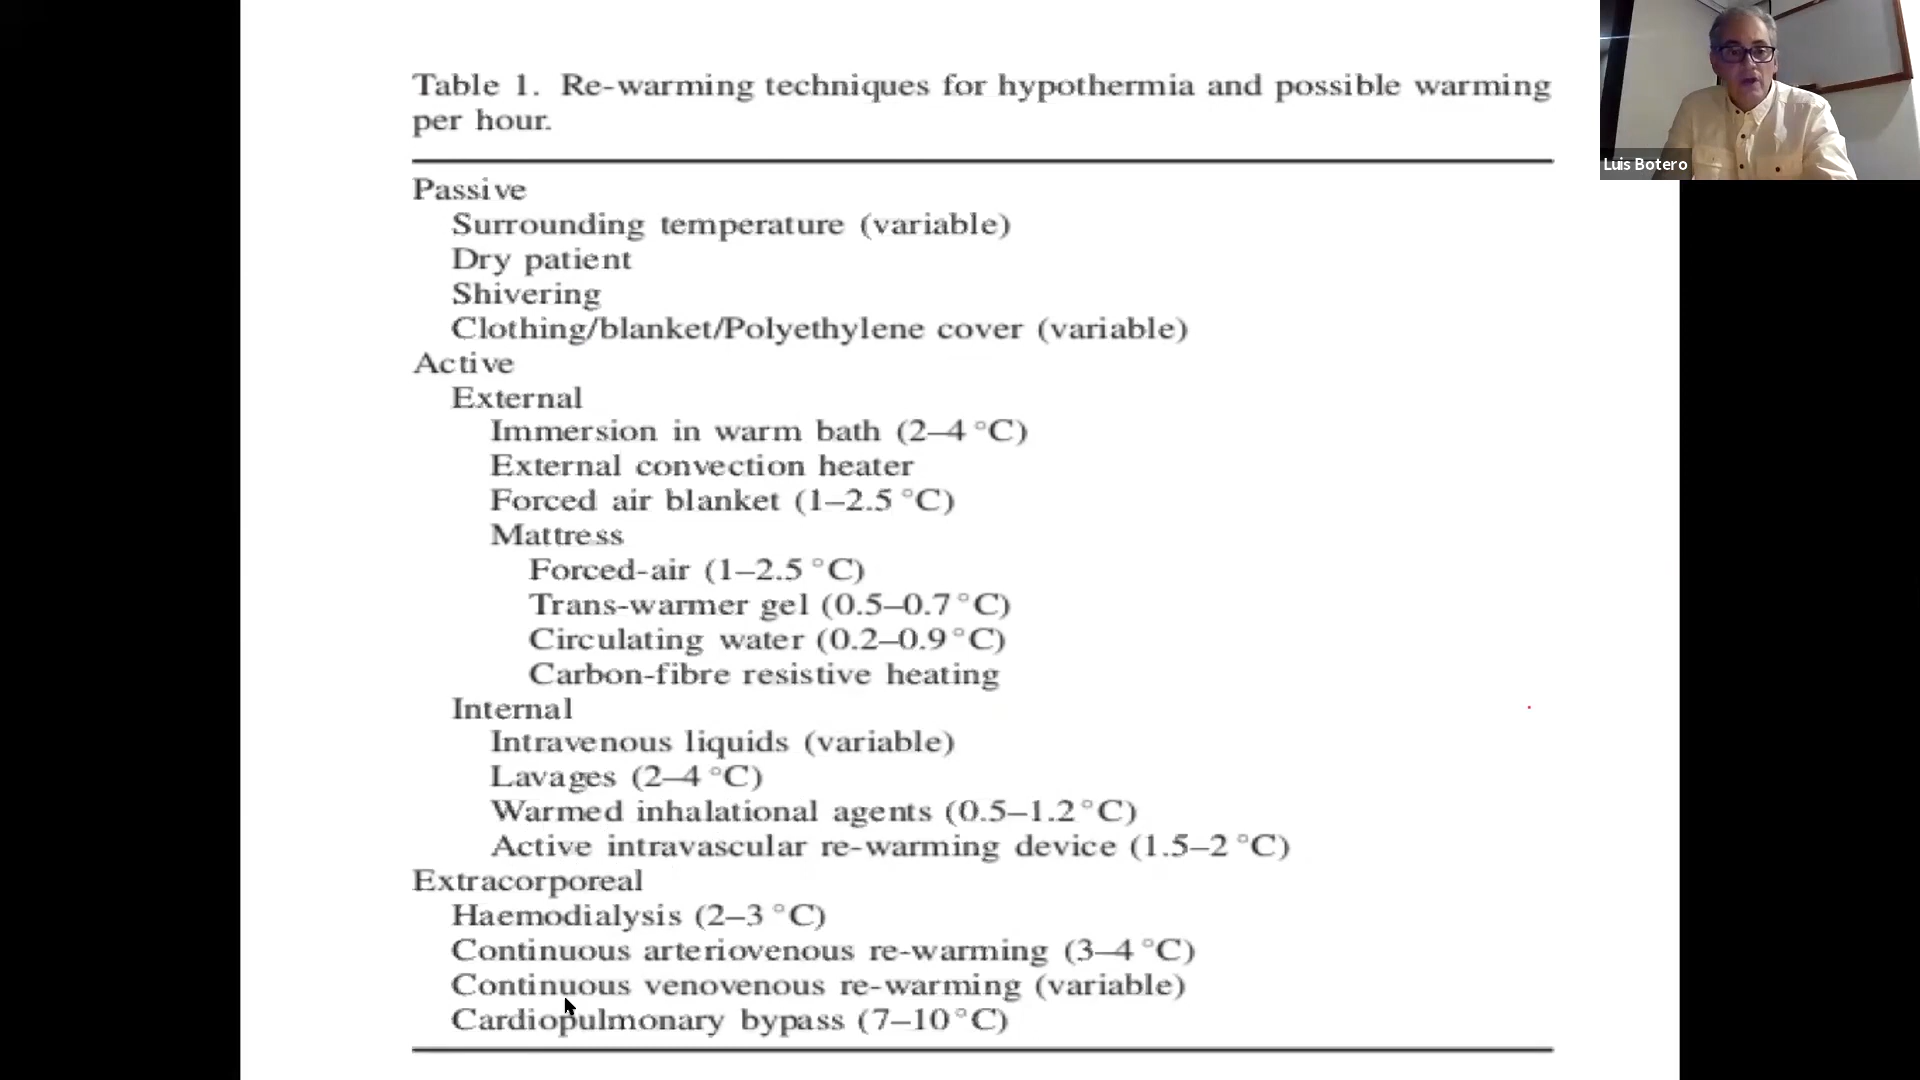 Table 1. Re-warming techniques for hypothermia and possible warming
per hour.
Passive
Surrounding temperature (variable)
Dry patient
Shivering
Clothing/blanket/Polyethylene cover (variable)
Active
External
Immersion in warm bath (2–4 °C)
External convection heater
Forced air blanket (1–2.5 °C)
Mattress
Forced-air (1–2.5 °C)
Trans-warmer gel (0.5–0.7 °C)
Circulating water (0.2–0.9 °C)
Carbon-fibre resistive heating
Internal
Intravenous liquids (variable)
Lavages (2–4 °C)
Warmed inhalational agents (0.5–1.2 °C)
Active intravascular re-warming device (1.5–2 °C)
Extracorporeal
Haemodialysis (2–3 °C)
Continuous arteriovenous re-warming (3–4 °C)
Continuous venovenous re-warming (variable)
Cardiopulmonary bypass (7–10 °C)
Luis Botero